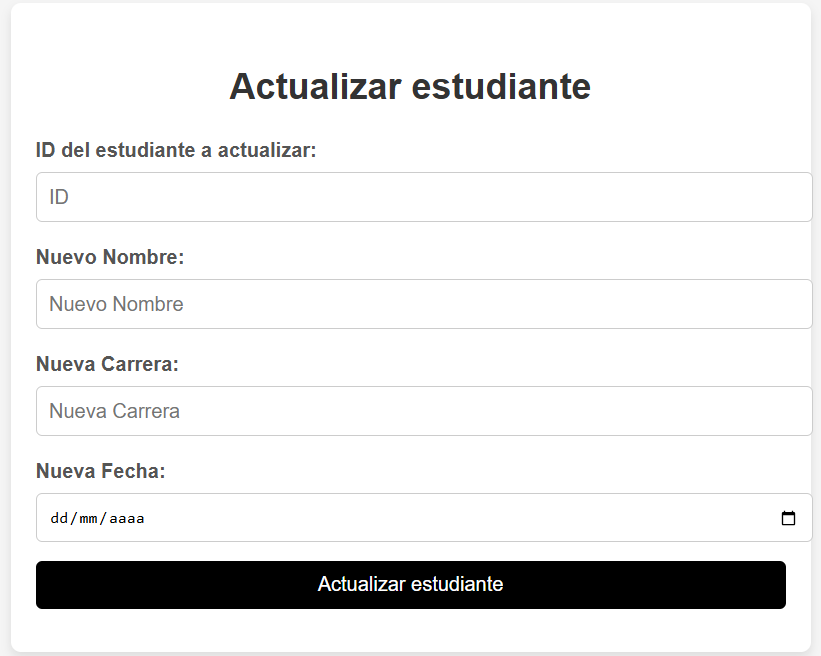 Actualizar estudiante
ID del estudiante a actualizar:
ID
Nuevo Nombre:
Nuevo Nombre
Nueva Carrera:
Nueva Carrera
Nueva Fecha:
dd/mm/aaaa
Actualizar estudiante